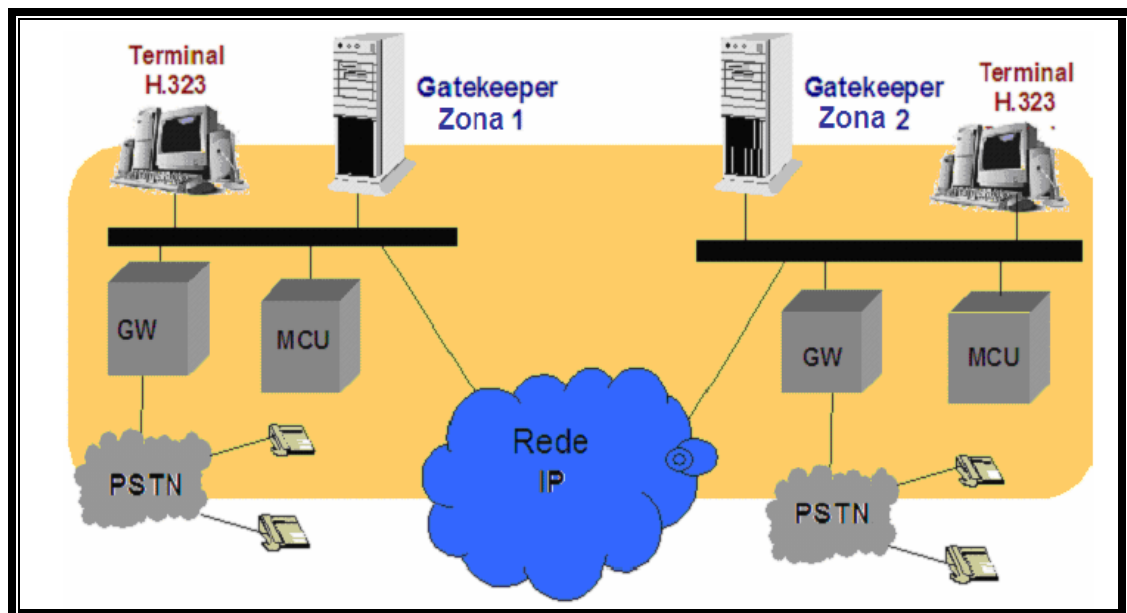 Terminal
H.323
Gatekeeper
Zona 1
Gatekeeper
Zona 2
Terminal
H.323
GW
MCU
GW
MCU
Rede
IP
PSTN
PSTN